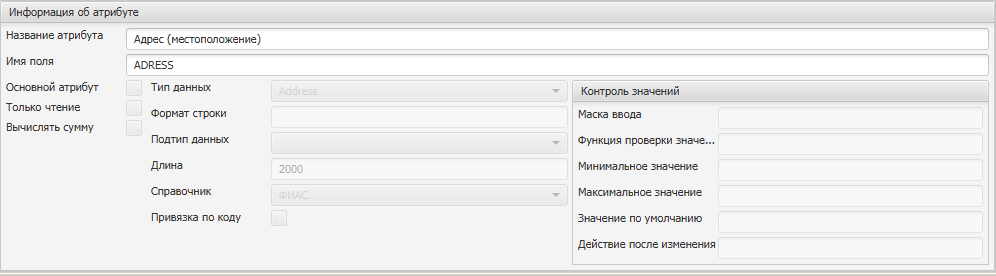 Информация об атрибуте
Название атрибута Адрес (местоположение)
Имя поля ADRESS
Основной атрибут
Только чтение
Вычислять сумму
Тип данных Address
Формат строки
Подтип данных
Длина 2000
Справочник ФИАС
Привязка по коду
Контроль значений
Маска ввода
Функция проверки значе...
Минимальное значение
Максимальное значение
Значение по умолчанию
Действие после изменения